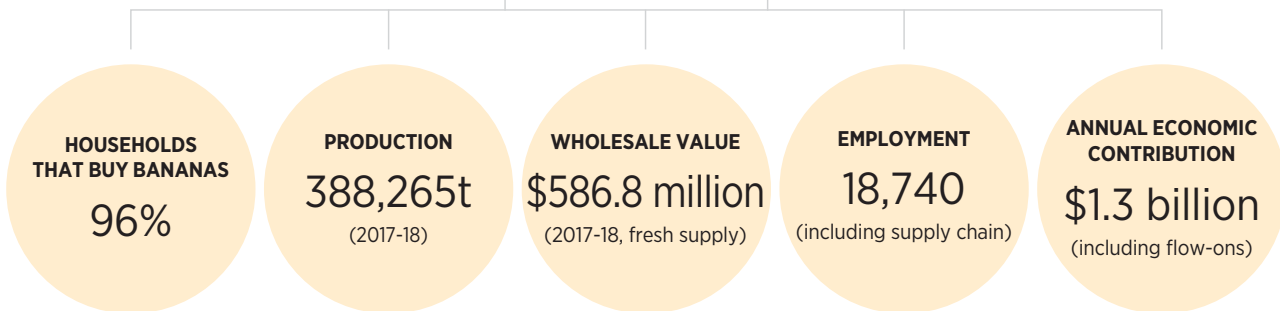 HOUSEHOLDS
THAT BUY BANANAS
96%
PRODUCTION
388,265t
(2017-18)
WHOLESALE VALUE
$586.8 million
(2017-18, fresh supply)
EMPLOYMENT
18,740
(including supply chain)
ANNUAL ECONOMIC
CONTRIBUTION
$1.3 billion
(including flow-ons)